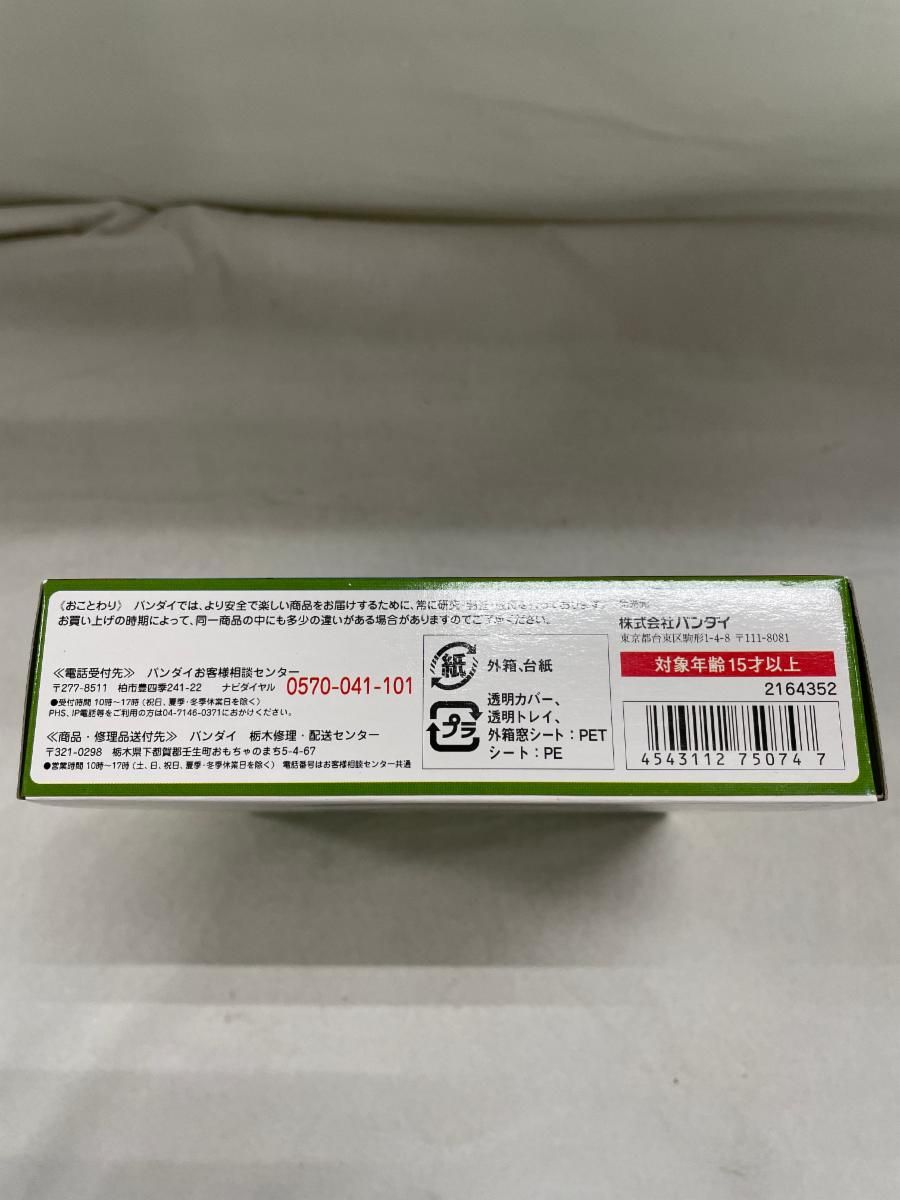 《おことわり》 バンダイでは、より安全で楽しい商品をお届けするために、常に研究・
お買い上げの時期によって、同一商品の中にも多少の違いがある場合がありますのでご了承ください。
《電話受付先》 バンダイお客様相談センター
〒277-8511 柏市豊四季241-22 ナビダイヤル 0570-041-101
●受付時間 10時～17時(祝日、夏季・冬季休業日を除く)
PHS、IP電話等をご利用の方は04-7146-0371におかけください。
《商品・修理品送付先》 バンダイ 栃木修理・配送センター
〒321-0298 栃木県下都賀郡壬生町おもちゃのまち5-4-67
●営業時間 10時～17時(土、日、祝日、夏季・冬季休業日を除く) 電話番号はお客様相談センター共通
紙 外箱、台紙
プラ 透明カバー、
透明トレイ、
外箱窓シート：PET
シート：PE
株式会社バンダイ
東京都台東区駒形1-4-8 〒111-8081
対象年齢15才以上
2164352
4543112 75074 7